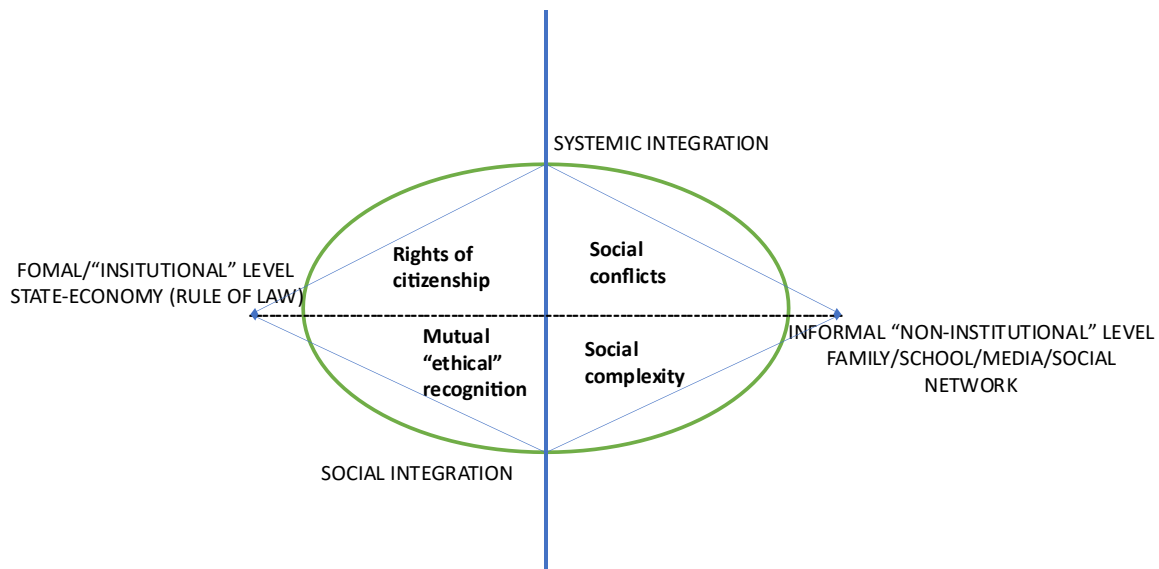 SYSTEMIC INTEGRATION
Rights of
citizenship
Social
conflicts
FOMAL/“INSITUTIONAL” LEVEL
STATE-ECONOMY (RULE OF LAW)
Mutual
“ethical”
recognition
Social
complexity
INFORMAL “NON-INSTITUTIONAL” LEVEL
FAMILY/SCHOOL/MEDIA/SOCIAL
NETWORK
SOCIAL INTEGRATION